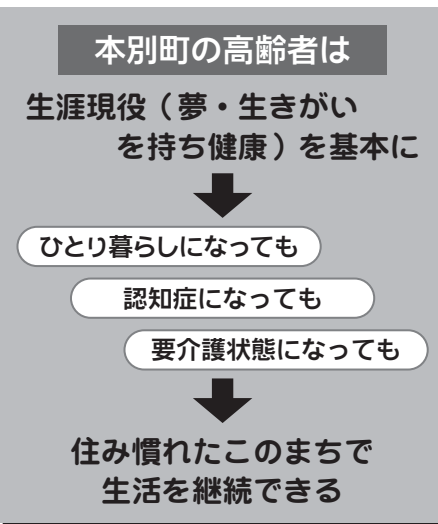 本別町の高齢者は
生涯現役（夢・生きがい
を持ち健康）を基本に
ひとり暮らしになっても
認知症になっても
要介護状態になっても
住み慣れたこのまちで
生活を継続できる